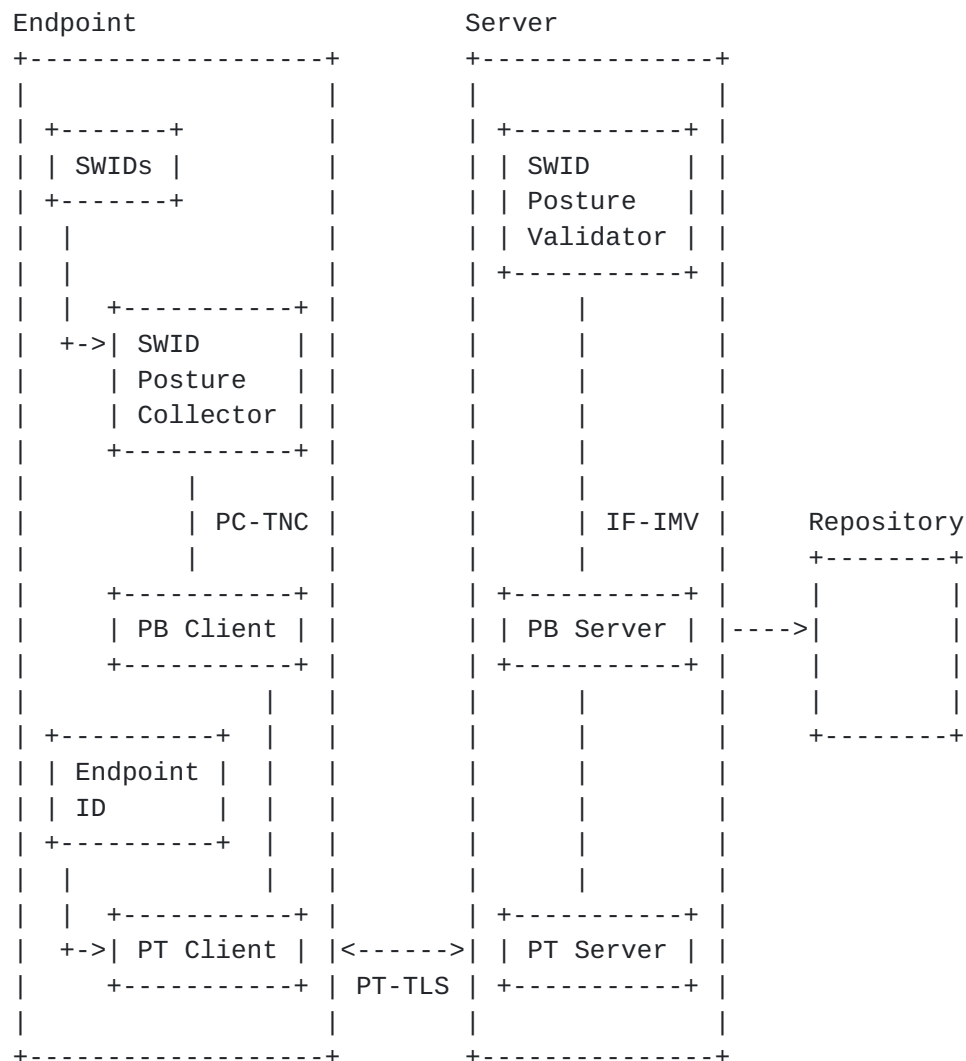 Endpoint Server
SWIDs SWID
Posture
Validator
SWID
Posture
Collector
PC-TNC IF-IMV Repository
PB Client PB Server
Endpoint
ID
PT Client PT Server
PT-TLS